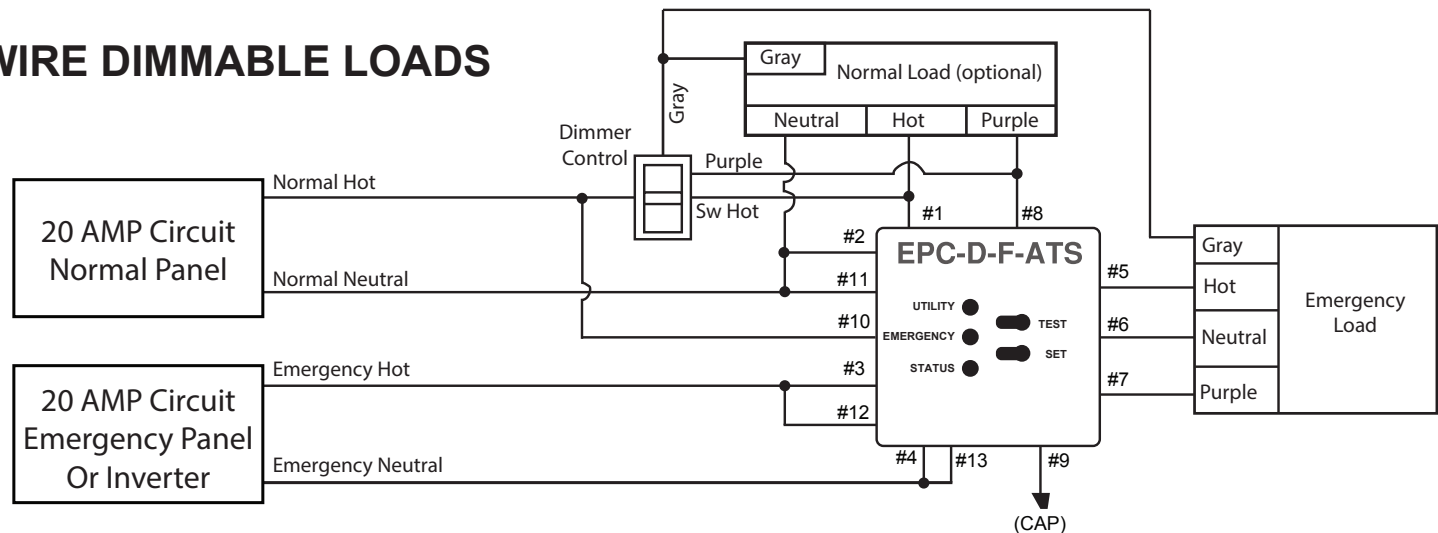 WIRE DIMMABLE LOADS
Gray
Normal Load (optional)
Neutral
Hot
Purple
Gray
Dimmer
Control
Purple
Sw Hot
Normal Hot
20 AMP Circuit
Normal Panel
Normal Neutral
Emergency Hot
20 AMP Circuit
Emergency Panel
Or Inverter
Emergency Neutral
#1
#8
#2
#11
#10
#3
#12
#4
#13
#9
(CAP)
EPC-D-F-ATS
UTILITY
EMERGENCY
STATUS
TEST
SET
#5
#6
#7
Gray
Hot
Neutral
Purple
Emergency
Load